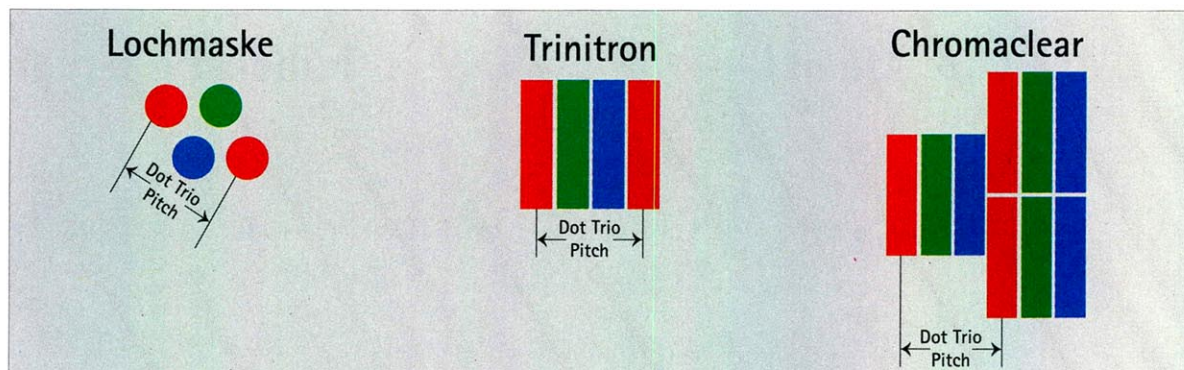 Lochmaske
Dot Trio
Pitch
Trinitron
Dot Trio
Pitch
Chromaclear
Dot Trio
Pitch